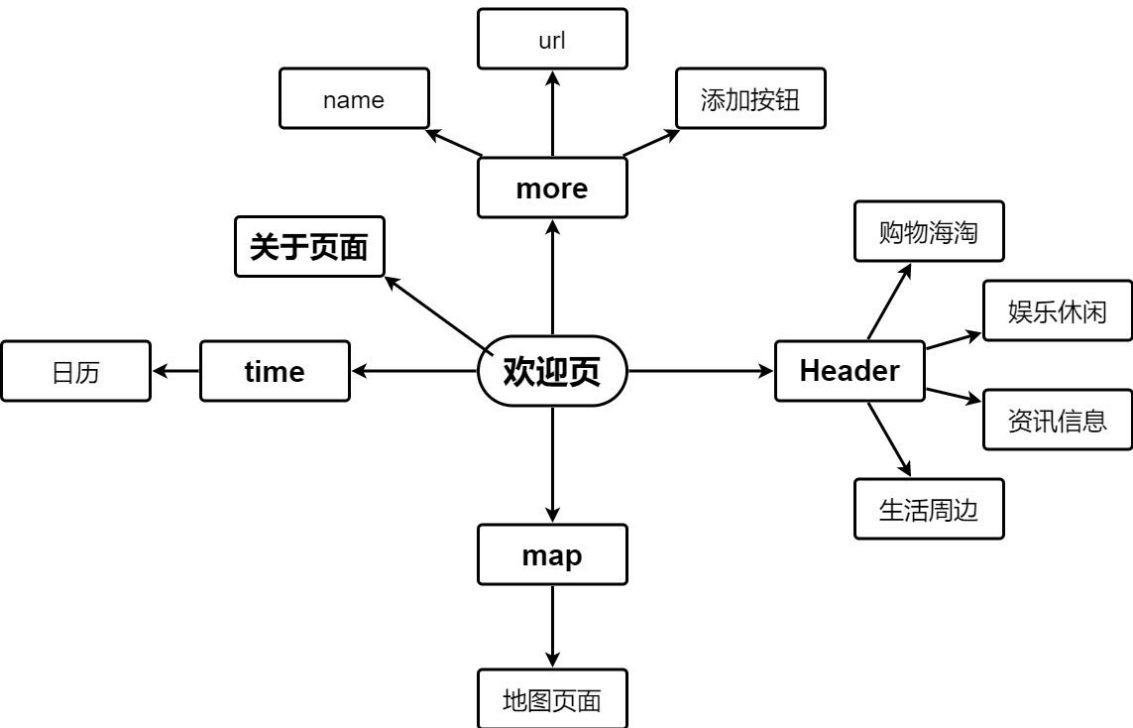 url
name
添加按钮
more
购物海淘
关于页面
娱乐休闲
日历
time
欢迎页
Header
资讯信息
生活周边
map
地图页面